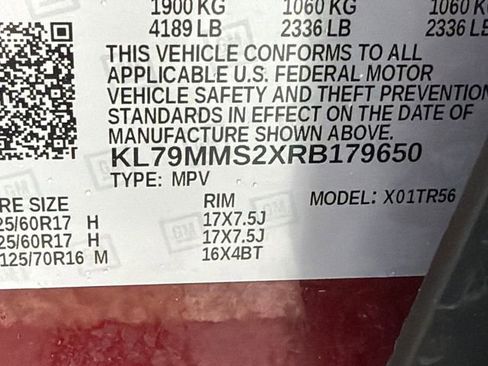 1900 KG 1060 KG 1060 KG
4189 LB 2336 LB 2336 LB
THIS VEHICLE CONFORMS TO ALL
APPLICABLE U.S. FEDERAL MOTOR
VEHICLE SAFETY AND THEFT PREVENTION
STANDARDS IN EFFECT ON THE DATE OF
MANUFACTURE SHOWN ABOVE.
KL79MMS2XRB179650
TYPE: MPV MODEL: X01TR56
RE SIZE RIM
25/60R17 H 17X7.5J
25/60R17 H 17X7.5J
125/70R16 M 16X4BT